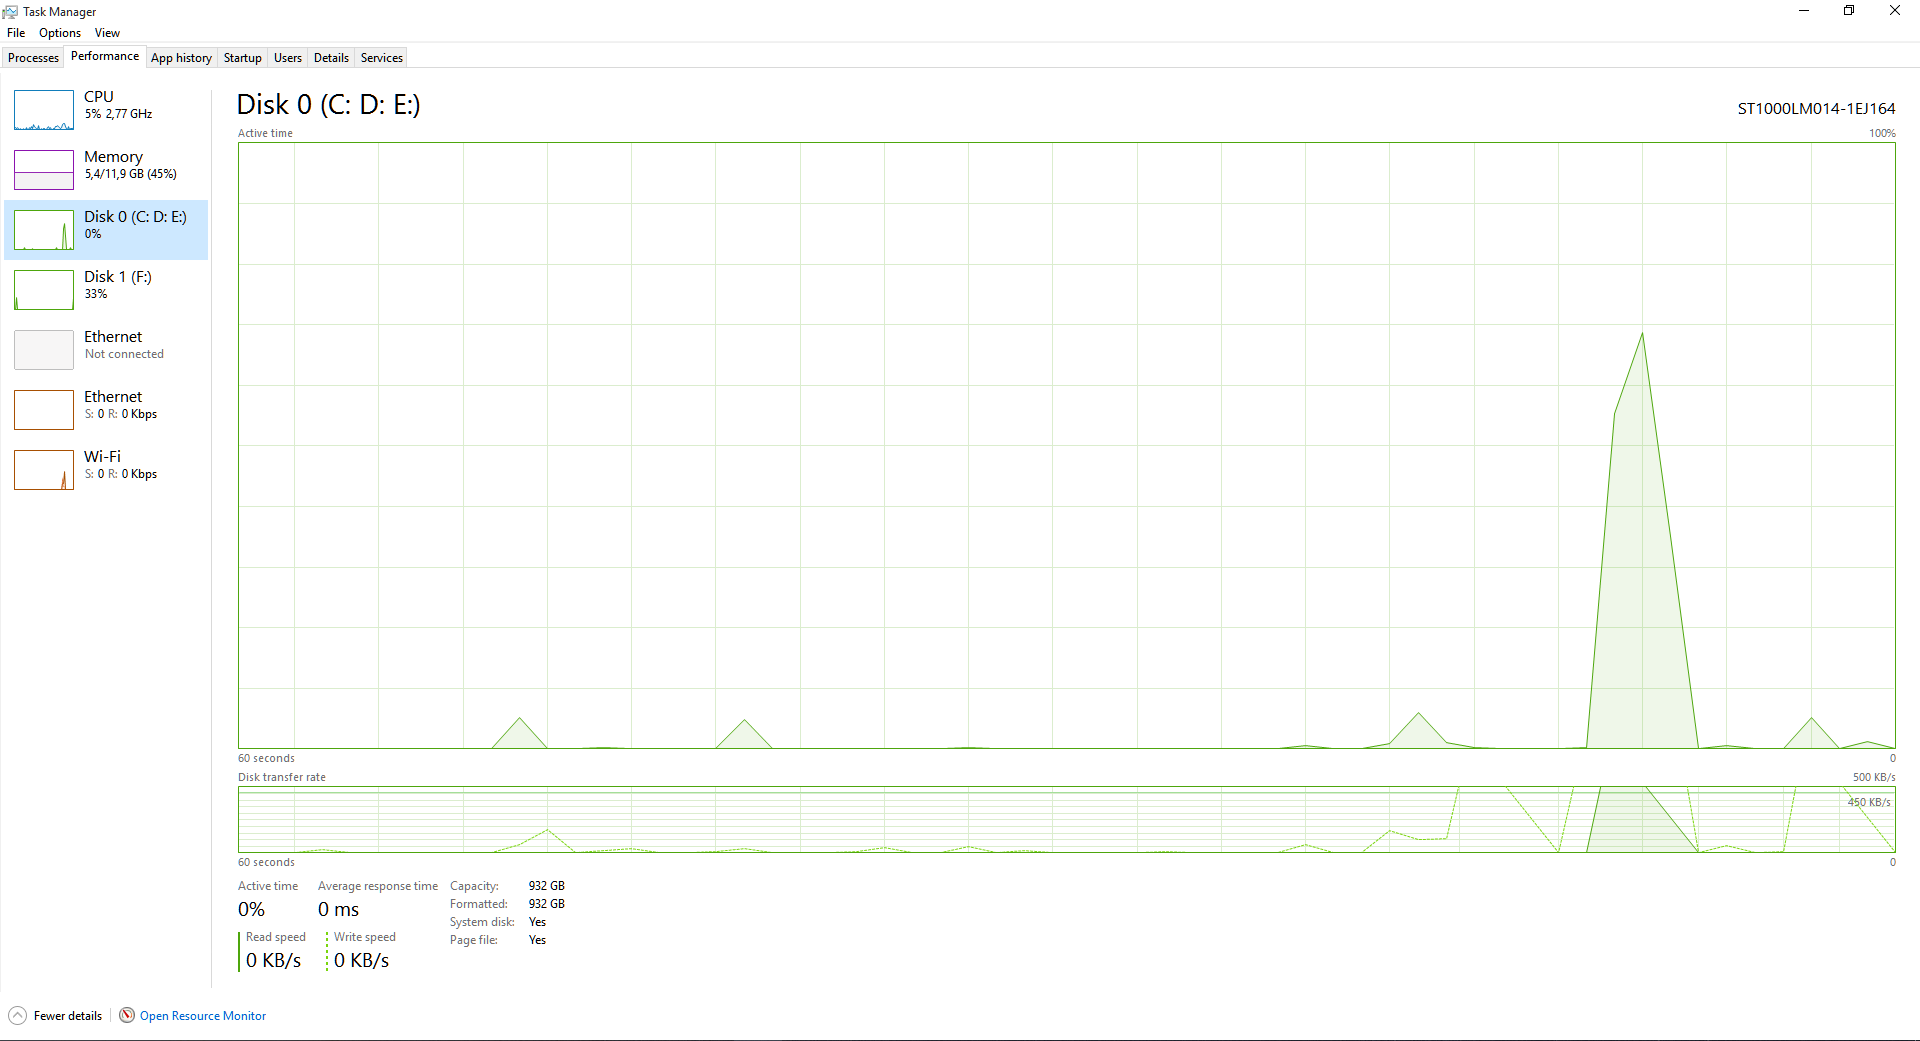 Task Manager
File Options View
Processes Performance App history Startup Users Details Services
CPU
5% 2,77 GHz
Memory
5,4/11,9 GB (45%)
Disk 0 (C: D: E:)
0%
Disk 1 (F:)
33%
Ethernet
Not connected
Ethernet
S: 0 R: 0 Kbps
Wi-Fi
S: 0 R: 0 Kbps
Disk 0 (C: D: E:)
ST1000LM014-1EJ164
Active time
100%
60 seconds
0
Disk transfer rate
500 KB/s
450 KB/s
60 seconds
0
Active time
0%
Average response time
0 ms
Read speed
0 KB/s
Write speed
0 KB/s
Capacity: 932 GB
Formatted: 932 GB
System disk: Yes
Page file: Yes
Fewer details
Open Resource Monitor